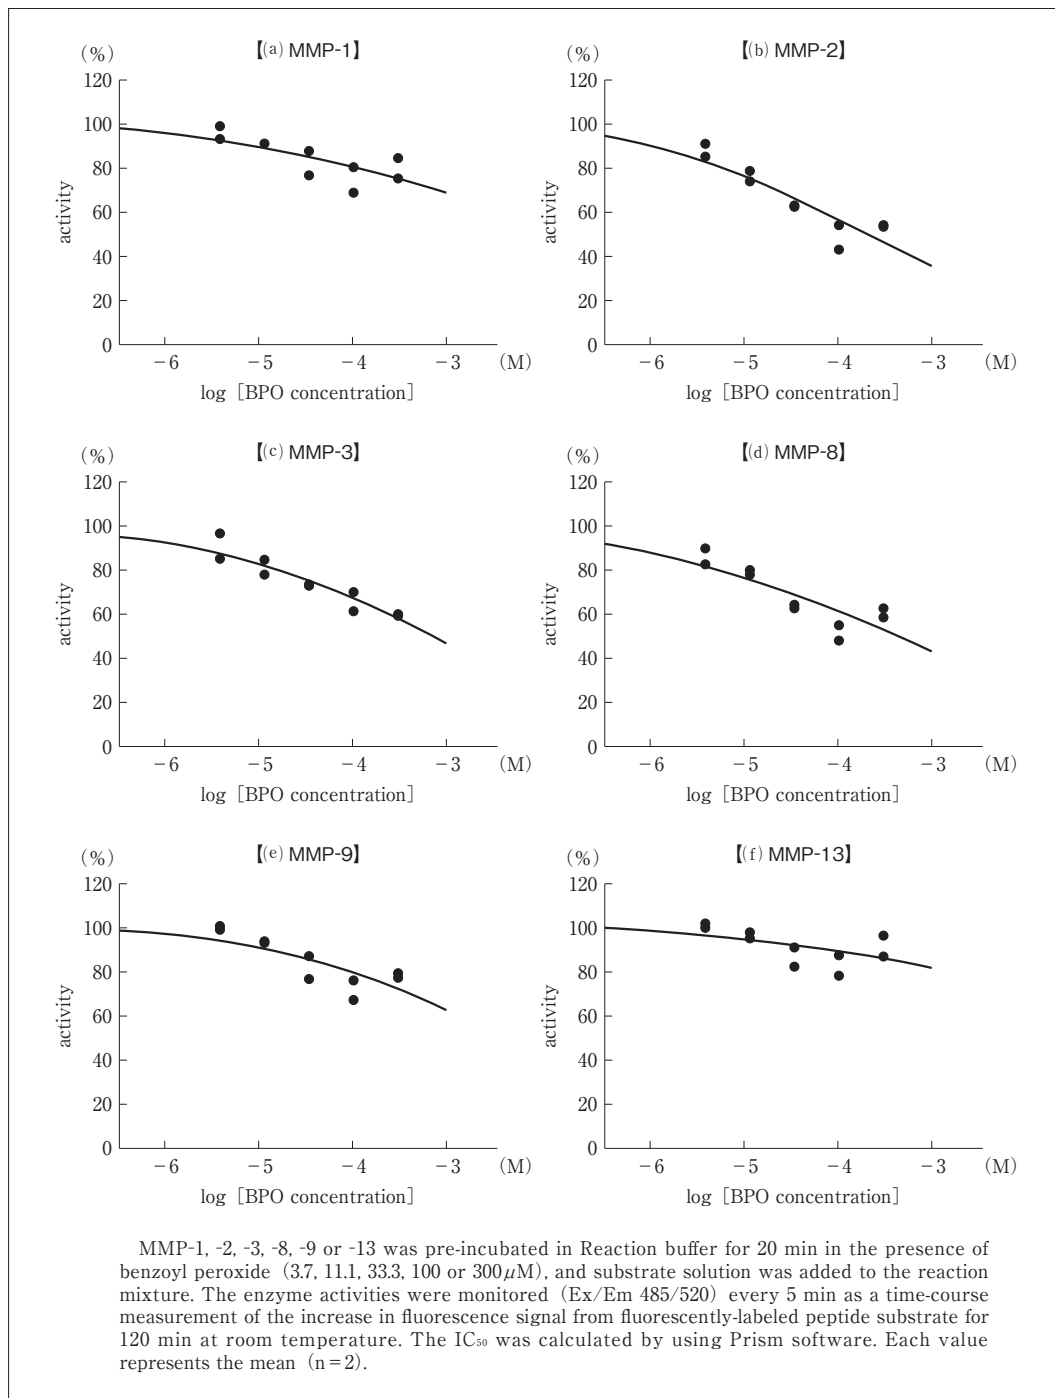 (%)
【(a) MMP-1】
120
100
80
60
40
20
0
activity
−6 −5 −4 −3 (M)
log [BPO concentration]
(%)
【(b) MMP-2】
120
100
80
60
40
20
0
activity
−6 −5 −4 −3 (M)
log [BPO concentration]
(%)
【(c) MMP-3】
120
100
80
60
40
20
0
activity
−6 −5 −4 −3 (M)
log [BPO concentration]
(%)
【(d) MMP-8】
120
100
80
60
40
20
0
activity
−6 −5 −4 −3 (M)
log [BPO concentration]
(%)
【(e) MMP-9】
120
100
80
60
40
20
0
activity
−6 −5 −4 −3 (M)
log [BPO concentration]
(%)
【(f) MMP-13】
120
100
80
60
40
20
0
activity
−6 −5 −4 −3 (M)
log [BPO concentration]
MMP-1, -2, -3, -8, -9 or -13 was pre-incubated in Reaction buffer for 20 min in the presence of
benzoyl peroxide (3.7, 11.1, 33.3, 100 or 300μM), and substrate solution was added to the reaction
mixture. The enzyme activities were monitored (Ex/Em 485/520) every 5 min as a time-course
measurement of the increase in fluorescence signal from fluorescently-labeled peptide substrate for
120 min at room temperature. The IC₅₀ was calculated by using Prism software. Each value
represents the mean (n=2).